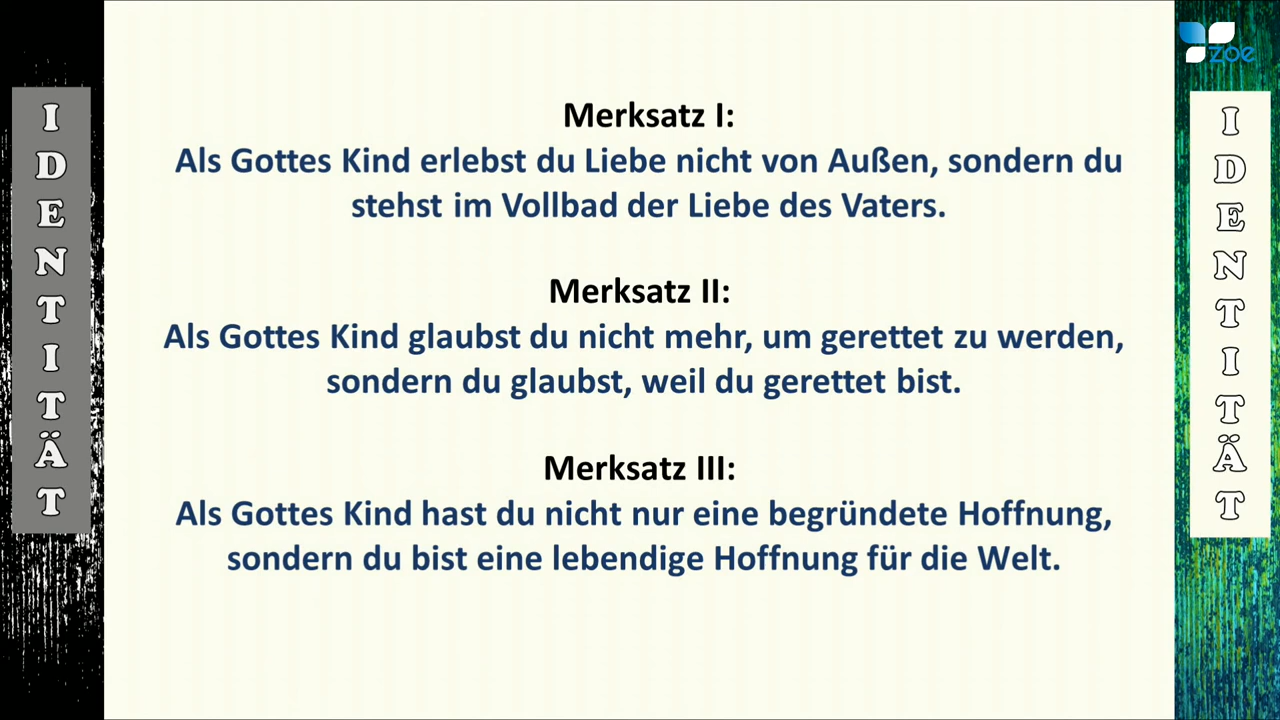 IDENTITÄT
Merksatz I:
Als Gottes Kind erlebst du Liebe nicht von Außen, sondern du
stehst im Vollbad der Liebe des Vaters.
Merksatz II:
Als Gottes Kind glaubst du nicht mehr, um gerettet zu werden,
sondern du glaubst, weil du gerettet bist.
Merksatz III:
Als Gottes Kind hast du nicht nur eine begründete Hoffnung,
sondern du bist eine lebendige Hoffnung für die Welt.
zoe
IDENTITÄT